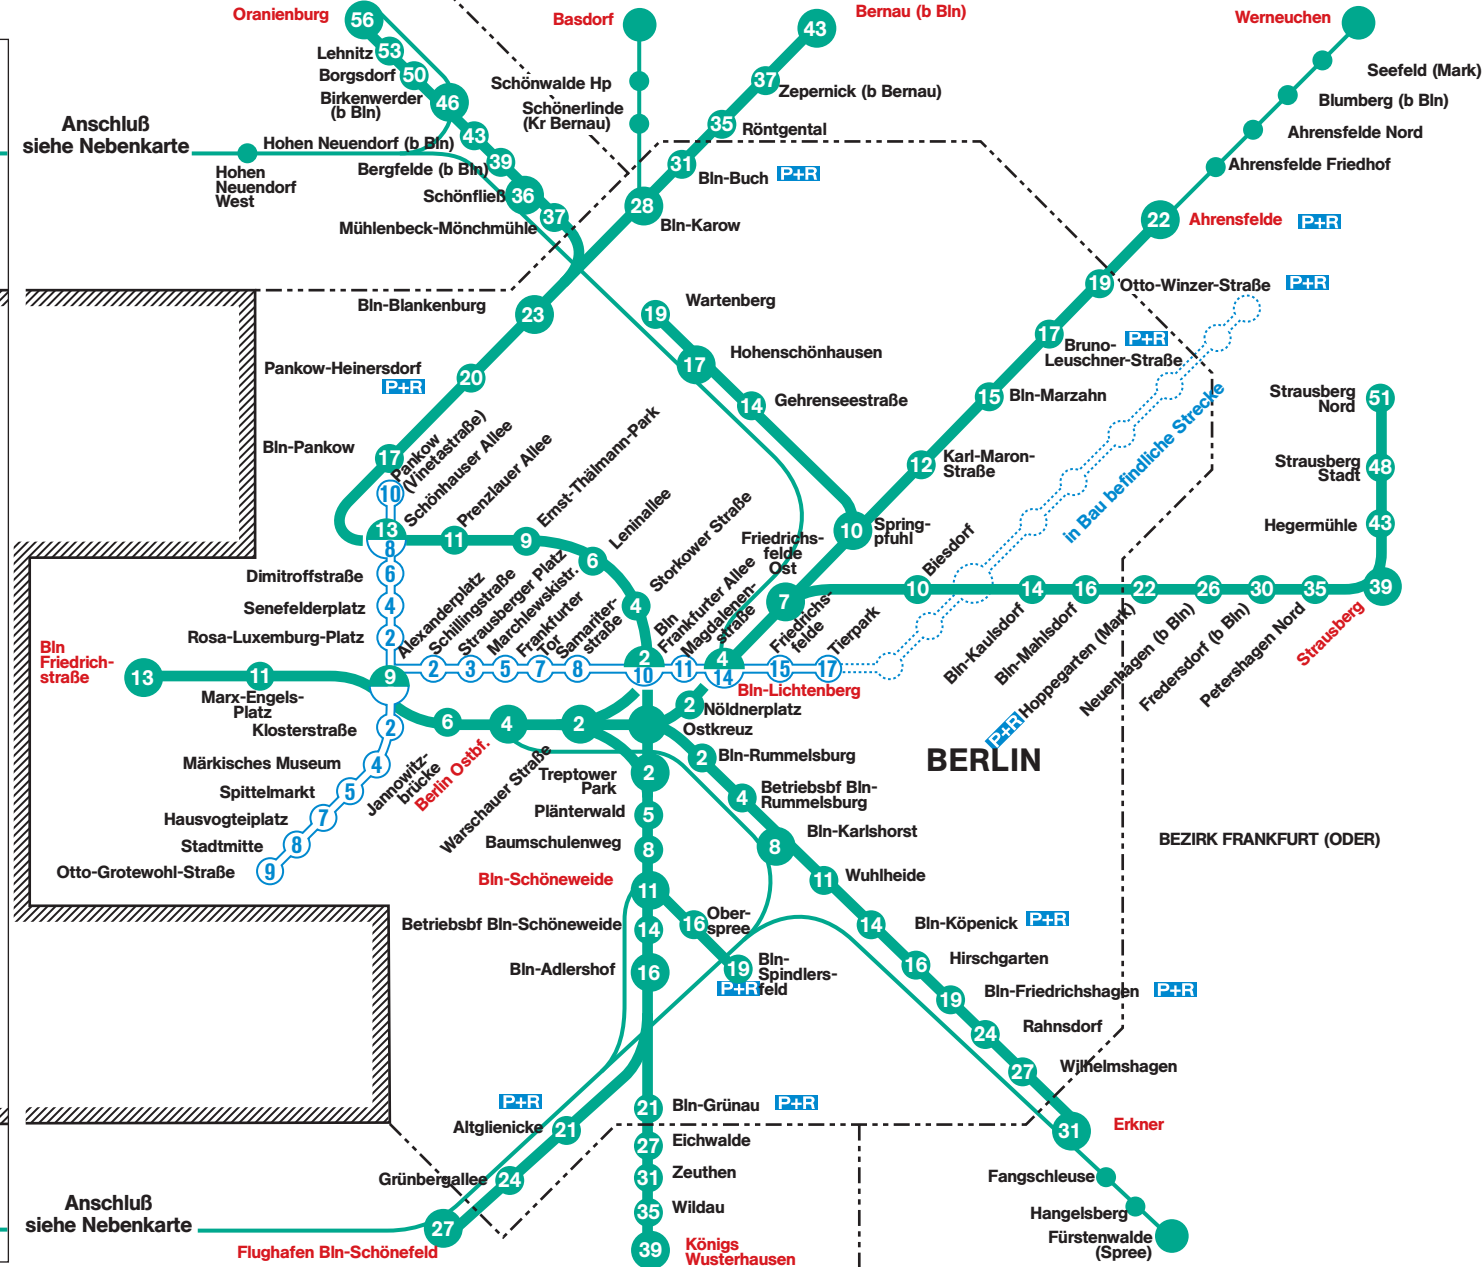 Oranienburg
56
Lehnitz
53
Borgsdorf
50
Birkenwerder
(b Bln)
46
Basdorf
Schönwalde Hp
Schönerlinde
(Kr Bernau)
Bernau (b Bln)
43
37
Zepernick (b Bernau)
35
Röntgental
31
Bln-Buch
P+R
28
Bln-Karow
Werneuchen
Seefeld (Mark)
Blumberg (b Bln)
Ahrensfelde Nord
Ahrensfelde Friedhof
22
Ahrensfelde
P+R
Anschluß
siehe Nebenkarte
Hohen
Neuendorf
West
Hohen Neuendorf (b Bln)
43
Bergfelde (b Bln)
39
Schönfließ
36
Mühlenbeck-Mönchmühle
37
Bln-Blankenburg
23
Pankow-Heinersdorf
P+R
20
Bln-Pankow
17
19
Wartenberg
17
Hohenschönhausen
14
Gehrenseestraße
19
Otto-Winzer-Straße
P+R
17
Bruno-
Leuschner-Straße
P+R
15
Bln-Marzahn
12
Karl-Maron-
Straße
10
Spring-
pfuhl
in Bau befindliche Strecke
Strausberg
Nord
51
Strausberg
Stadt
48
Hegermühle
43
39
Strausberg
Pankow
(Vinetastraße)
10
Schönhauser Allee
13
8
Prenzlauer Allee
11
Ernst-Thälmann-Park
9
Leninallee
6
Storkower Straße
4
Dimitroffstraße
6
Senefelderplatz
4
Rosa-Luxemburg-Platz
2
Alexanderplatz
9
Schillingstraße
2
Strausberger Platz
3
Marchlewskistr.
5
Frankfurter
Tor
7
Samariter-
straße
8
Bln
Frankfurter Allee
2
10
Magdalenen-
straße
11
4
14
Bln-Lichtenberg
Friedrichs-
felde
15
Tierpark
17
Friedrichs-
felde
Ost
7
Biesdorf
10
Bln-Kaulsdorf
14
Bln-Mahlsdorf
16
P+R
Hoppegarten (Mark)
22
Neuenhagen (b Bln)
26
Fredersdorf (b Bln)
30
Petershagen Nord
35
Bln
Friedrich-
straße
13
11
Marx-Engels-
Platz
Klosterstraße
2
Märkisches Museum
4
Spittelmarkt
5
Hausvogteiplatz
7
Stadtmitte
8
Otto-Grotewohl-Straße
9
6
Jannowitz-
brücke
4
Berlin Ostbf.
2
Warschauer Straße
Ostkreuz
2
Nöldnerplatz
2
Bln-Rummelsburg
4
Betriebsbf Bln-
Rummelsburg
8
Bln-Karlshorst
11
Wuhlheide
14
Bln-Köpenick
P+R
16
Hirschgarten
19
Bln-Friedrichshagen
P+R
24
Rahnsdorf
27
Wilhelmshagen
31
Erkner
Fangschleuse
Hangelsberg
Fürstenwalde
(Spree)
BERLIN
BEZIRK FRANKFURT (ODER)
Treptower
Park
2
Plänterwald
5
Baumschulenweg
8
Bln-Schöneweide
11
Betriebsbf Bln-Schöneweide
14
Bln-Adlershof
16
16
Ober-
spree
19
Bln-
Spindlers-
feld
P+R
21
Bln-Grünau
P+R
27
Eichwalde
31
Zeuthen
35
Wildau
39
Königs
Wusterhausen
P+R
Altglienicke
21
Grünbergallee
24
27
Flughafen Bln-Schönefeld
Anschluß
siehe Nebenkarte